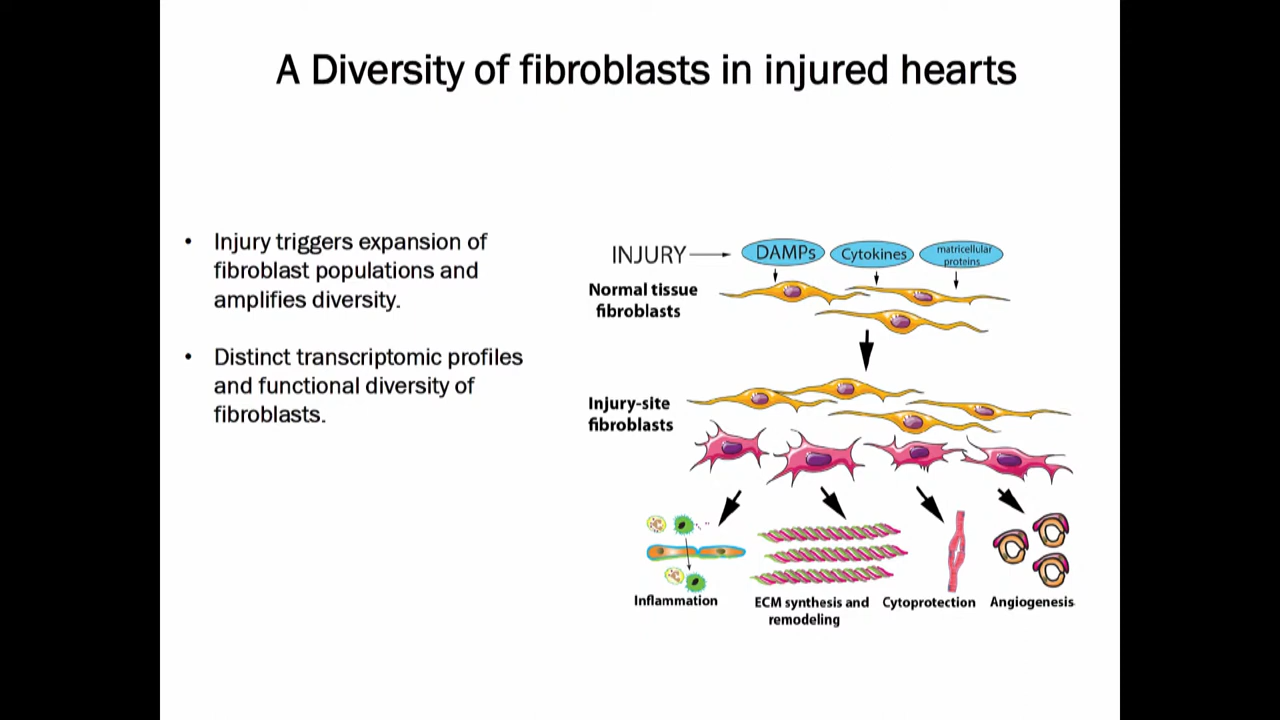 A Diversity of fibroblasts in injured hearts
• Injury triggers expansion of
fibroblast populations and
amplifies diversity.
• Distinct transcriptomic profiles
and functional diversity of
fibroblasts.
INJURY
DAMPs
Cytokines
matricellular
proteins
Normal tissue
fibroblasts
Injury-site
fibroblasts
Inflammation
ECM synthesis and
remodeling
Cytoprotection
Angiogenesis